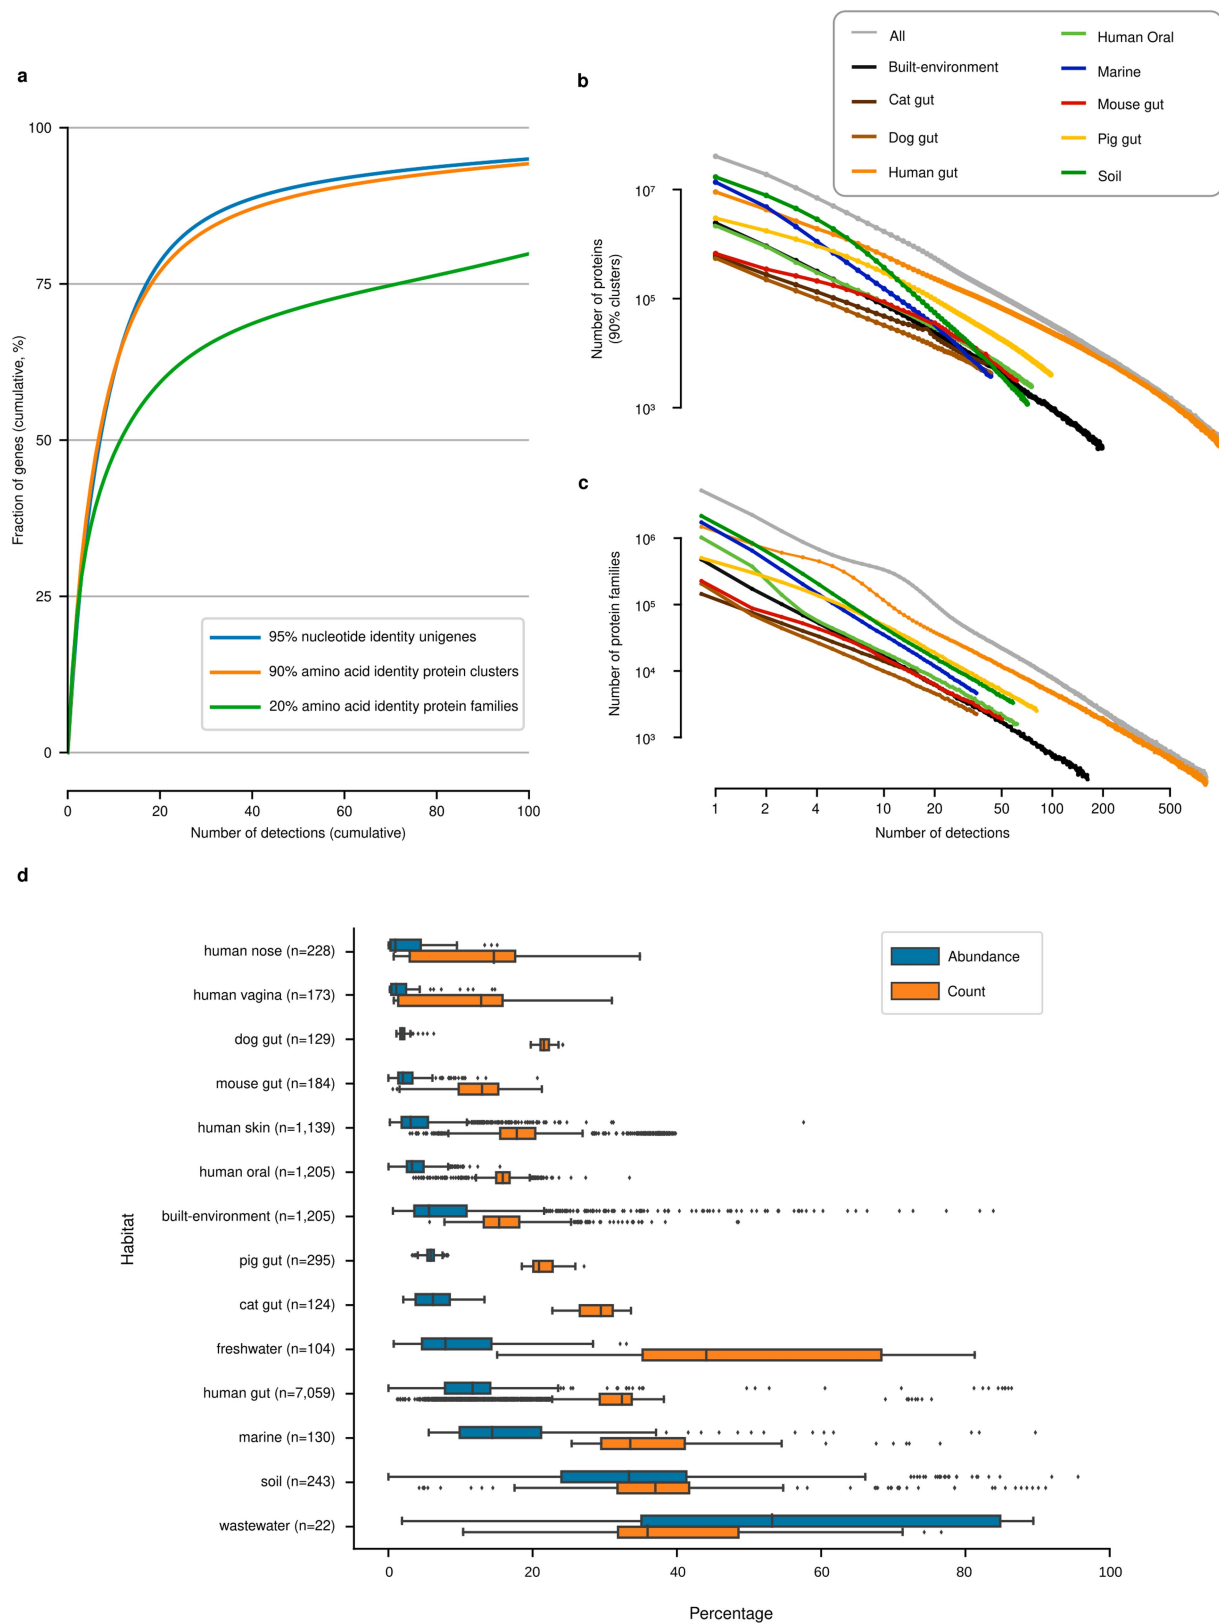 a
100
75
50
25
0
Fraction of genes (cumulative, %)
95% nucleotide identity unigenes
90% amino acid identity protein clusters
20% amino acid identity protein families
0 20 40 60 80 100
Number of detections (cumulative)
b
All
Built-environment
Cat gut
Dog gut
Human gut
Human Oral
Marine
Mouse gut
Pig gut
Soil
10⁷
10⁵
10³
Number of proteins
(90% clusters)
c
10⁶
10⁵
10⁴
10³
Number of protein families
1 2 4 10 20 50 100 200 500
Number of detections
d
Abundance
Count
human nose (n=228)
human vagina (n=173)
dog gut (n=129)
mouse gut (n=184)
human skin (n=1,139)
human oral (n=1,205)
built-environment (n=1,205)
pig gut (n=295)
cat gut (n=124)
freshwater (n=104)
human gut (n=7,059)
marine (n=130)
soil (n=243)
wastewater (n=22)
Habitat
0 20 40 60 80 100
Percentage